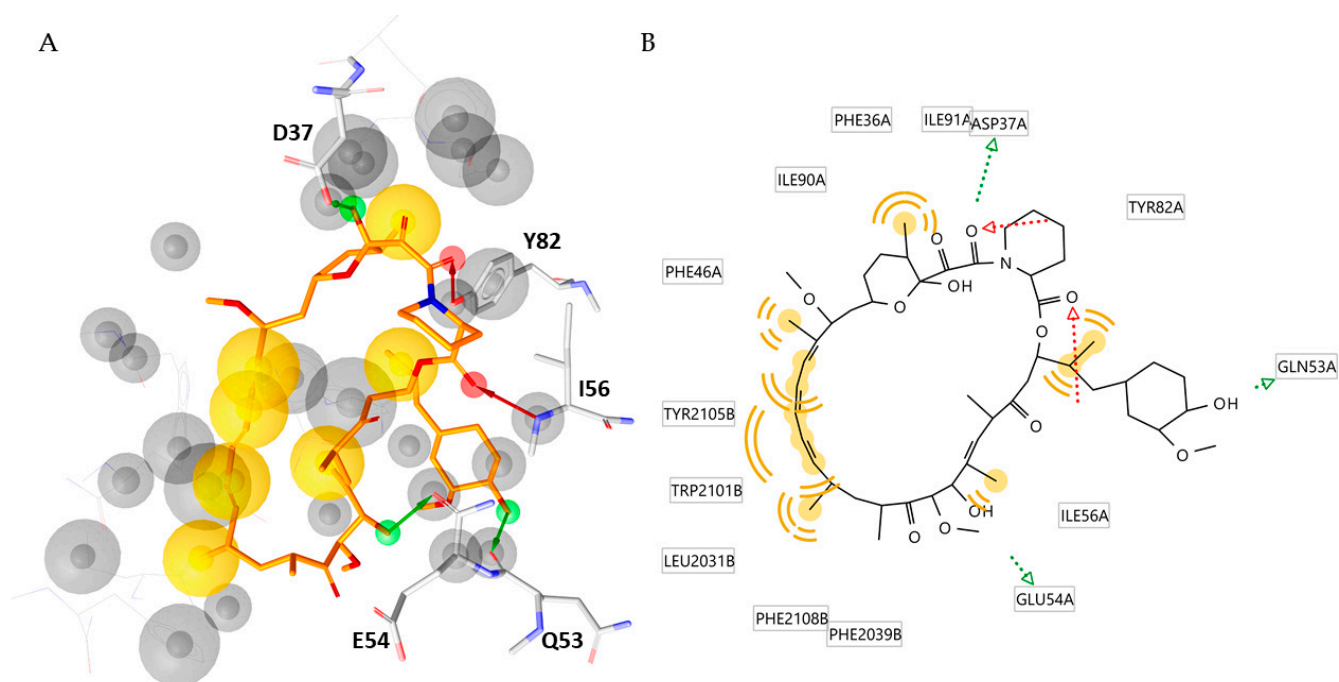 A
D37
Y82
I56
E54
Q53
B
PHE36A
ILE91A
ASP37A
ILE90A
TYR82A
PHE46A
O
O
OH
N
O
O
O
O
O
GLN53A
OH
O
TYR2105B
O
TRP2101B
OH
O
O
ILE56A
LEU2031B
GLU54A
PHE2108B
PHE2039B